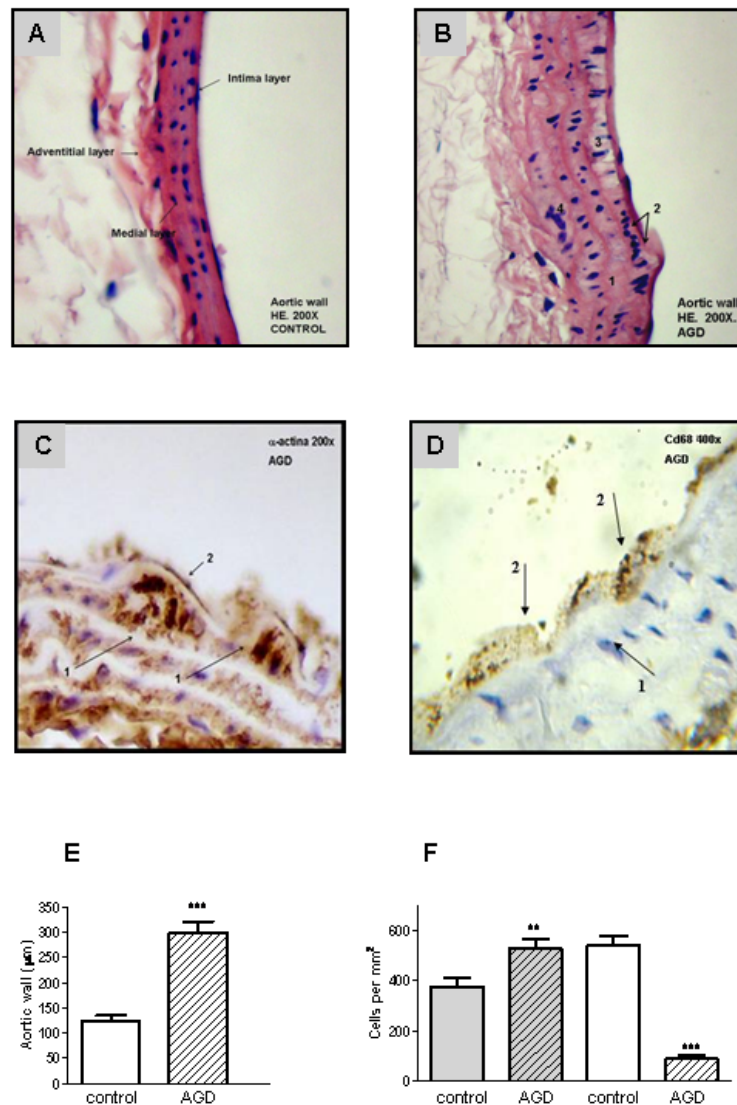 A
Intima layer
Adventitial layer
Medial layer
Aortic wall
HE. 200X
CONTROL
B
3
4
2
1
Aortic wall
HE. 200X.
AGD
C
α-actina 200x
AGD
2
1
1
D
Cd68 400x
AGD
2
2
1
E
Aortic wall (μm)
350
300
250
200
150
100
50
0
***
control
AGD
F
Cells per mm²
600
400
200
0
**
***
control
AGD
control
AGD